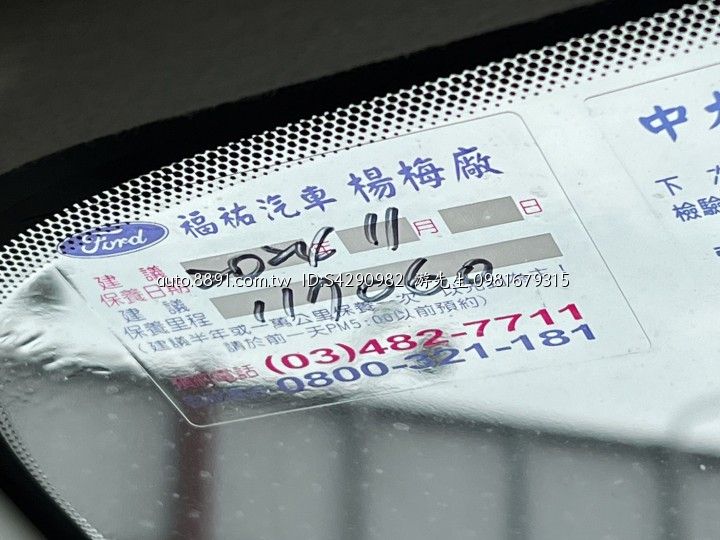 Ford 福祐汽車 楊梅廠
中
建議保養日期: 年 11 月 日
下次
檢驗
auto.8891.com.tw ID:S4290982 游先生 0981679315
建議保養里程 117060
(建議半年或一萬公里保養一次
請於前一天PM5:00以前預約)
(03)482-7711
0800-321-181